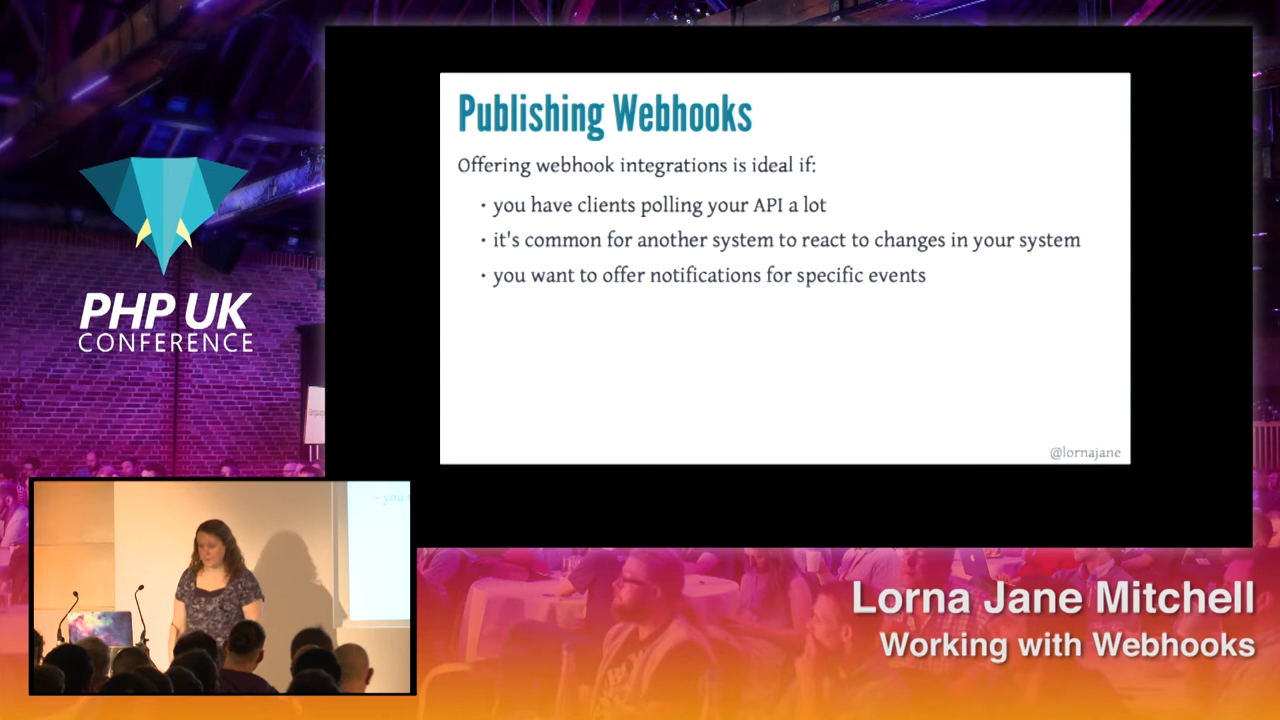 Publishing Webhooks
Offering webhook integrations is ideal if:
• you have clients polling your API a lot
• it's common for another system to react to changes in your system
• you want to offer notifications for specific events
@lornajane
PHP UK
CONFERENCE
• you
Lorna Jane Mitchell
Working with Webhooks